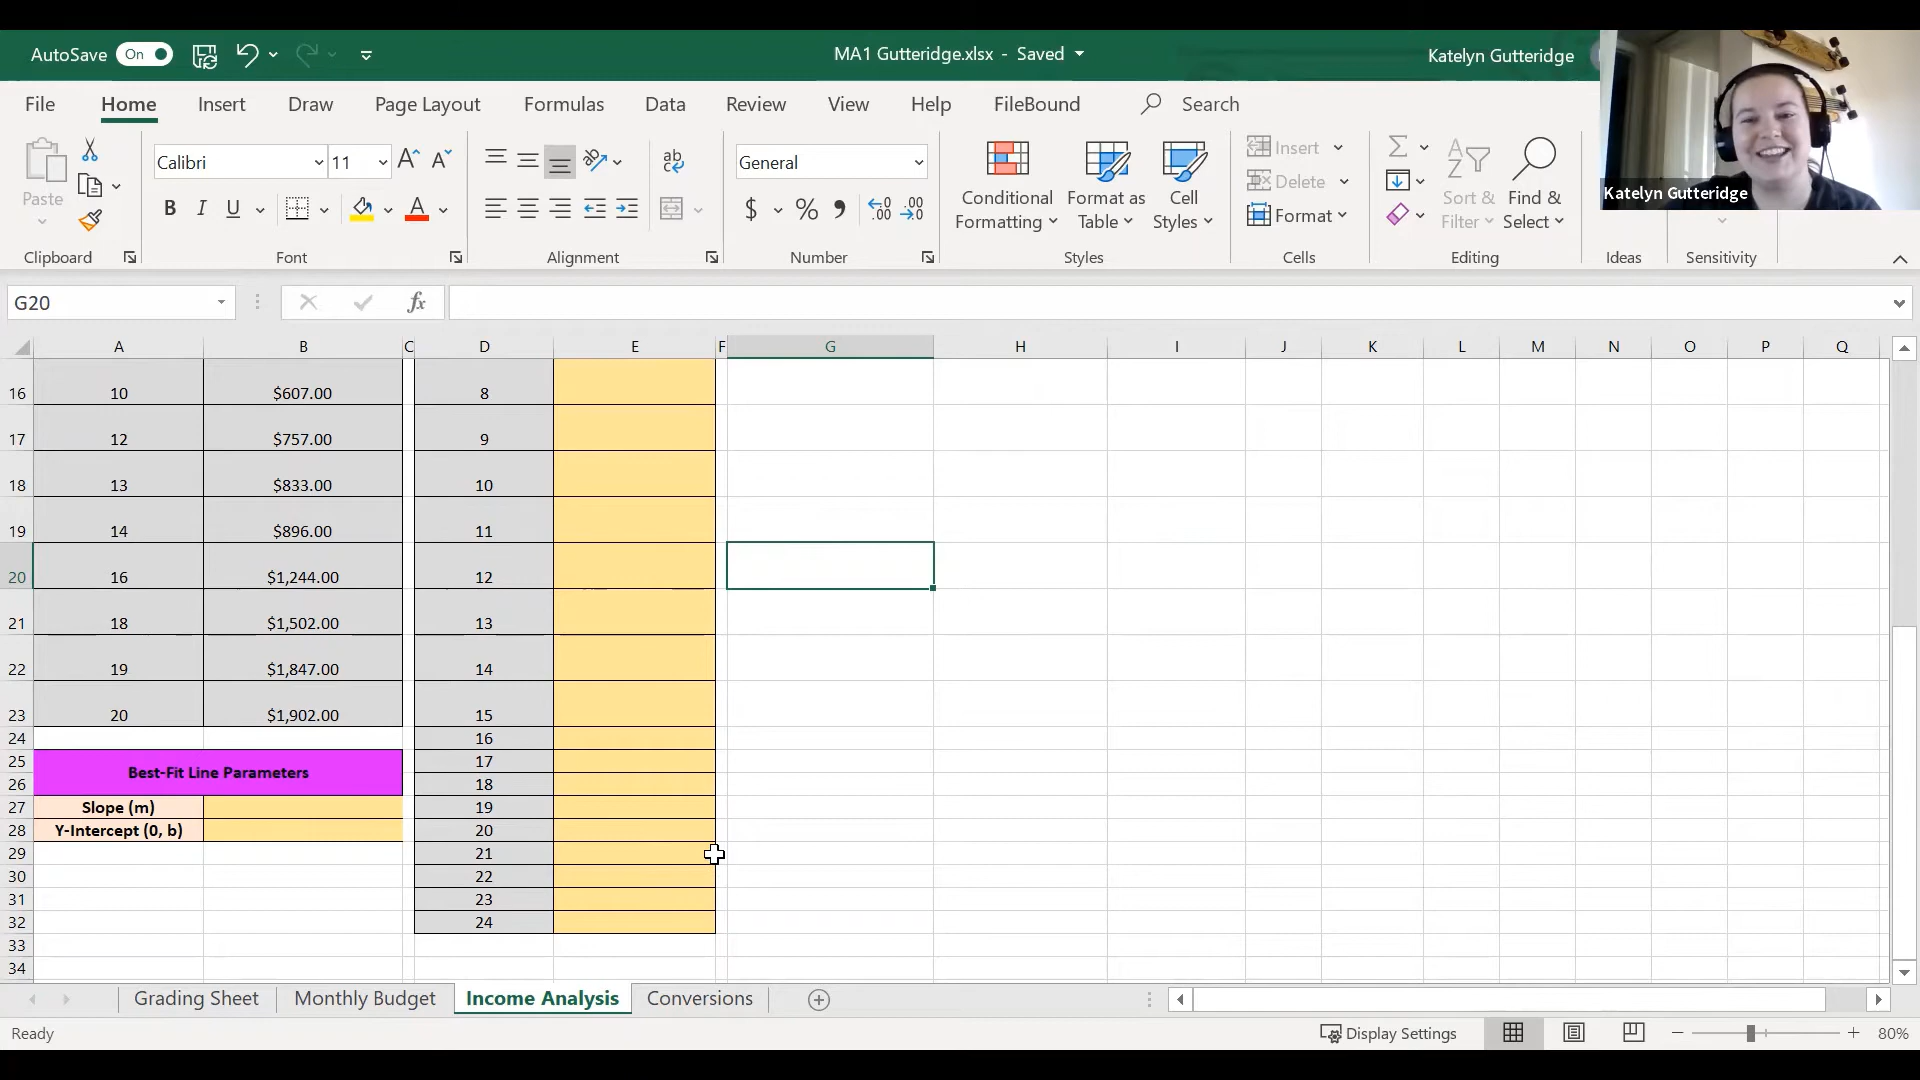 AutoSave On MA1 Gutteridge.xlsx - Saved Katelyn Gutteridge
File Home Insert Draw Page Layout Formulas Data Review View Help FileBound Search
Katelyn Gutteridge
Paste
Calibri 11
B I U A
ab
General
$ % 9 .00
Conditional Formatting
Format as Table
Cell Styles
Insert
Delete
Format
Sort & Filter
Find & Select
Clipboard Font Alignment Number Styles Cells Editing Ideas Sensitivity
G20 fx
A B C D E F G H I J K L M N O P Q
16 10 $607.00 8
17 12 $757.00 9
18 13 $833.00 10
19 14 $896.00 11
20 16 $1,244.00 12
21 18 $1,502.00 13
22 19 $1,847.00 14
23 20 $1,902.00 15
24 16
25 17
Best-Fit Line Parameters
26 18
27 Slope (m) 19
28 Y-Intercept (0, b) 20
29 21
30 22
31 23
32 24
33
34
Grading Sheet Monthly Budget Income Analysis Conversions
Ready Display Settings 80%